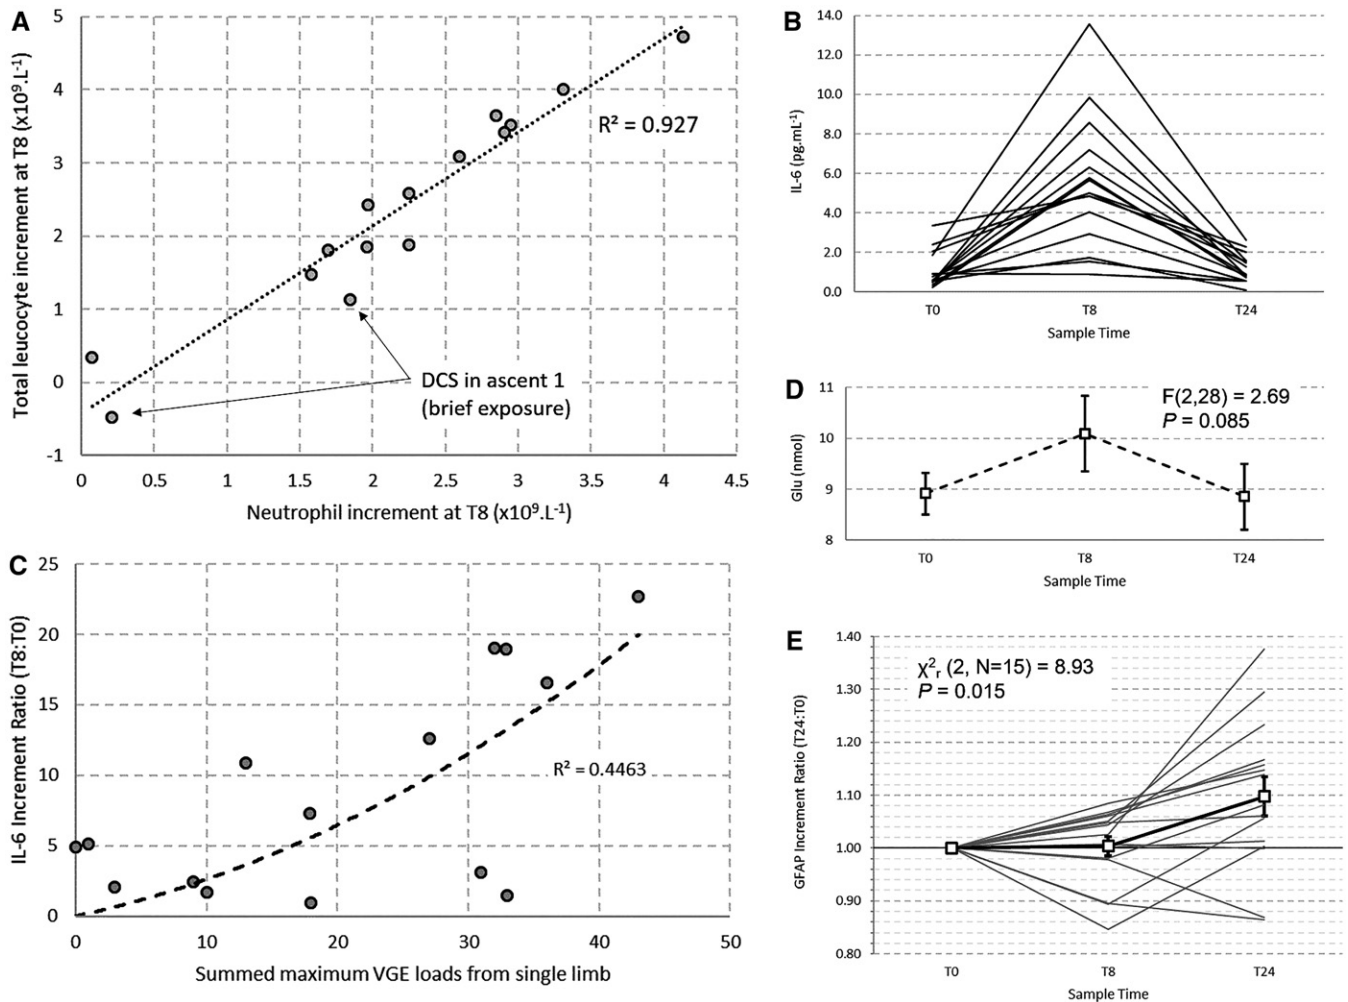 A
Total leucocyte increment at T8 (x10⁹.L⁻¹)
5
4
3
2
1
0
-1
R² = 0.927
DCS in ascent 1
(brief exposure)
0 0.5 1 1.5 2 2.5 3 3.5 4 4.5
Neutrophil increment at T8 (x10⁹.L⁻¹)
B
IL-6 (pg.mL⁻¹)
14.0
12.0
10.0
8.0
6.0
4.0
2.0
0.0
T0 T8 T24
Sample Time
C
IL-6 Increment Ratio (T8:T0)
25
20
15
10
5
0
R² = 0.4463
0 10 20 30 40 50
Summed maximum VGE loads from single limb
D
Glu (nmol)
11
10
9
8
F(2,28) = 2.69
P = 0.085
T0 T8 T24
Sample Time
E
GFAP Increment Ratio (T24:T0)
1.40
1.30
1.20
1.10
1.00
0.90
0.80
χ²ᵣ (2, N=15) = 8.93
P = 0.015
T0 T8 T24
Sample Time